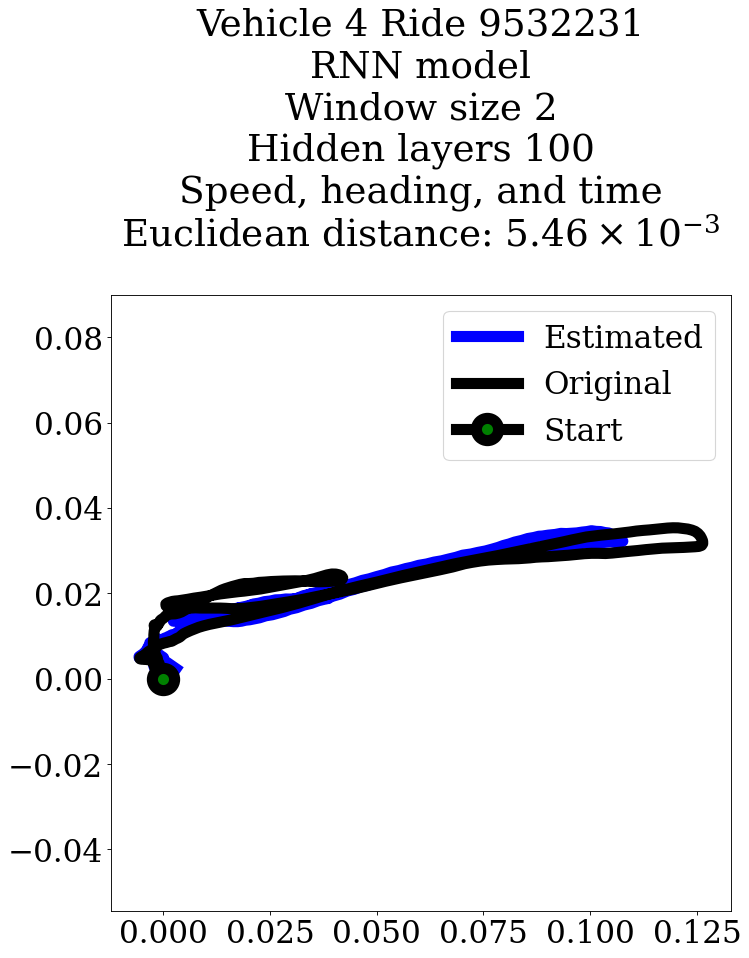 Vehicle 4 Ride 9532231
RNN model
Window size 2
Hidden layers 100
Speed, heading, and time
Euclidean distance: 5.46 × 10⁻³
Estimated
Original
Start
0.08
0.06
0.04
0.02
0.00
−0.02
−0.04
0.000 0.025 0.050 0.075 0.100 0.125